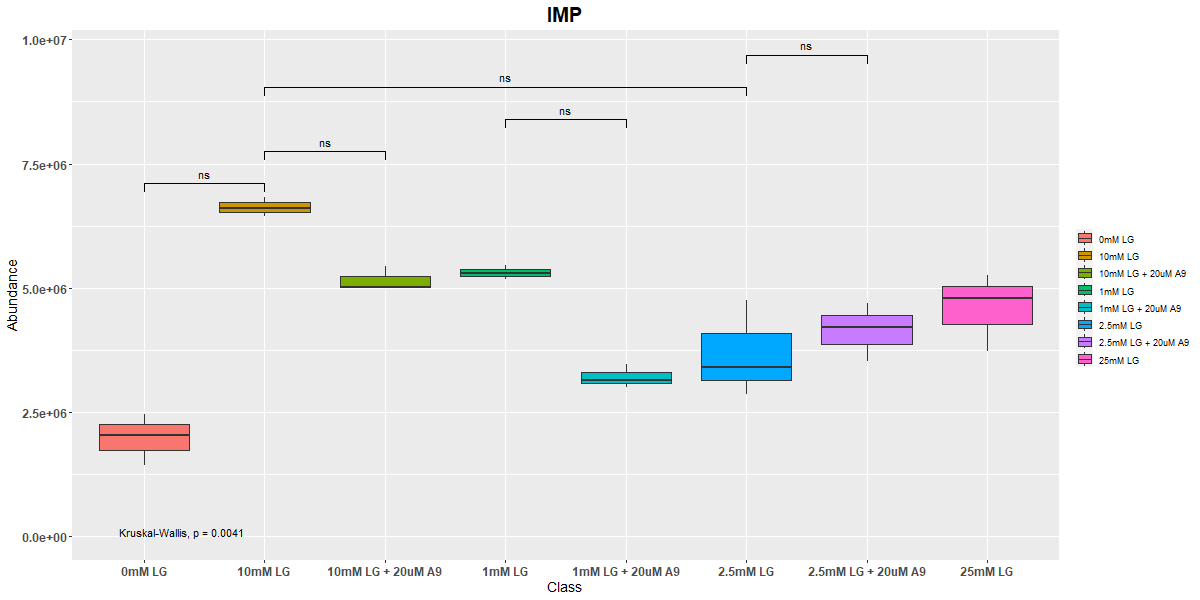 IMP
Abundance
1.0e+07
7.5e+06
5.0e+06
2.5e+06
0.0e+00
ns
ns
ns
ns
ns
Kruskal-Wallis, p = 0.0041
0mM LG
10mM LG
10mM LG + 20uM A9
1mM LG
1mM LG + 20uM A9
2.5mM LG
2.5mM LG + 20uM A9
25mM LG
Class
0mM LG
10mM LG
10mM LG + 20uM A9
1mM LG
1mM LG + 20uM A9
2.5mM LG
2.5mM LG + 20uM A9
25mM LG